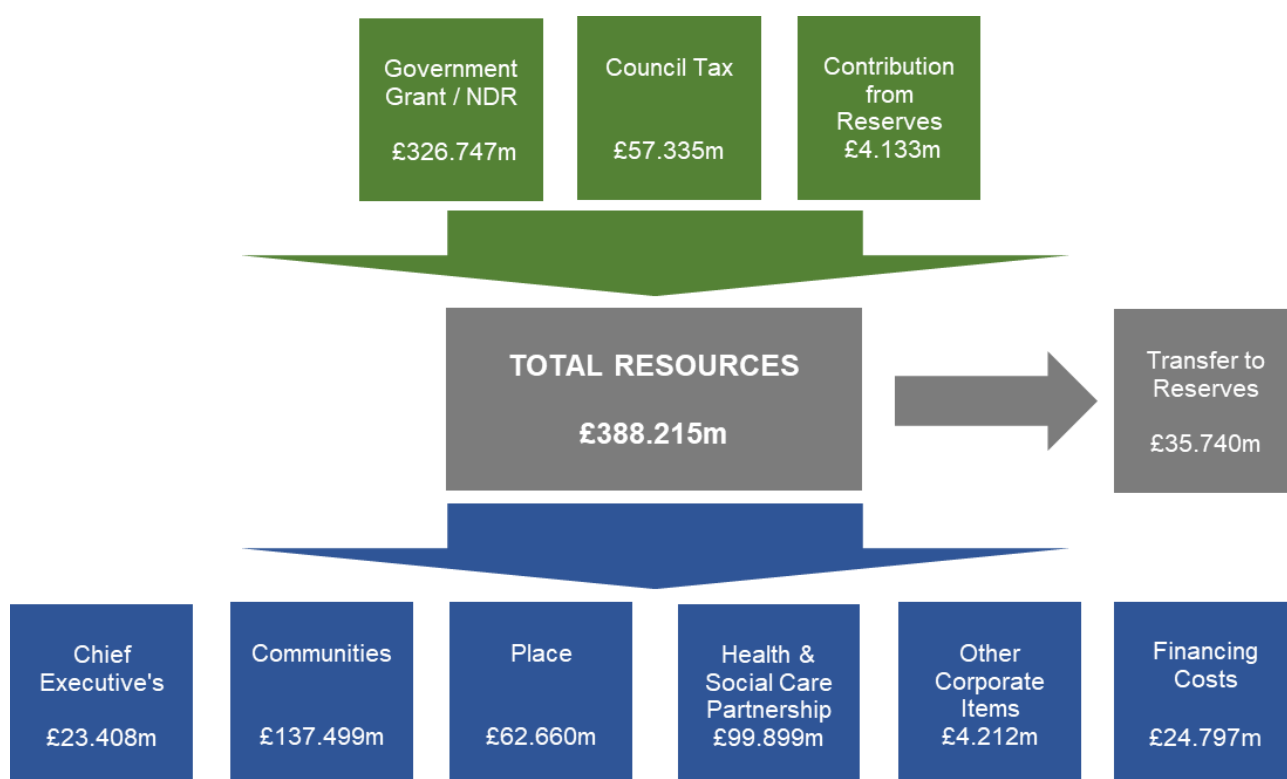 Government
Grant / NDR
£326.747m
Council Tax
£57.335m
Contribution
from
Reserves
£4.133m
TOTAL RESOURCES
£388.215m
Transfer to
Reserves
£35.740m
Chief
Executive's
£23.408m
Communities
£137.499m
Place
£62.660m
Health &
Social Care
Partnership
£99.899m
Other
Corporate
Items
£4.212m
Financing
Costs
£24.797m